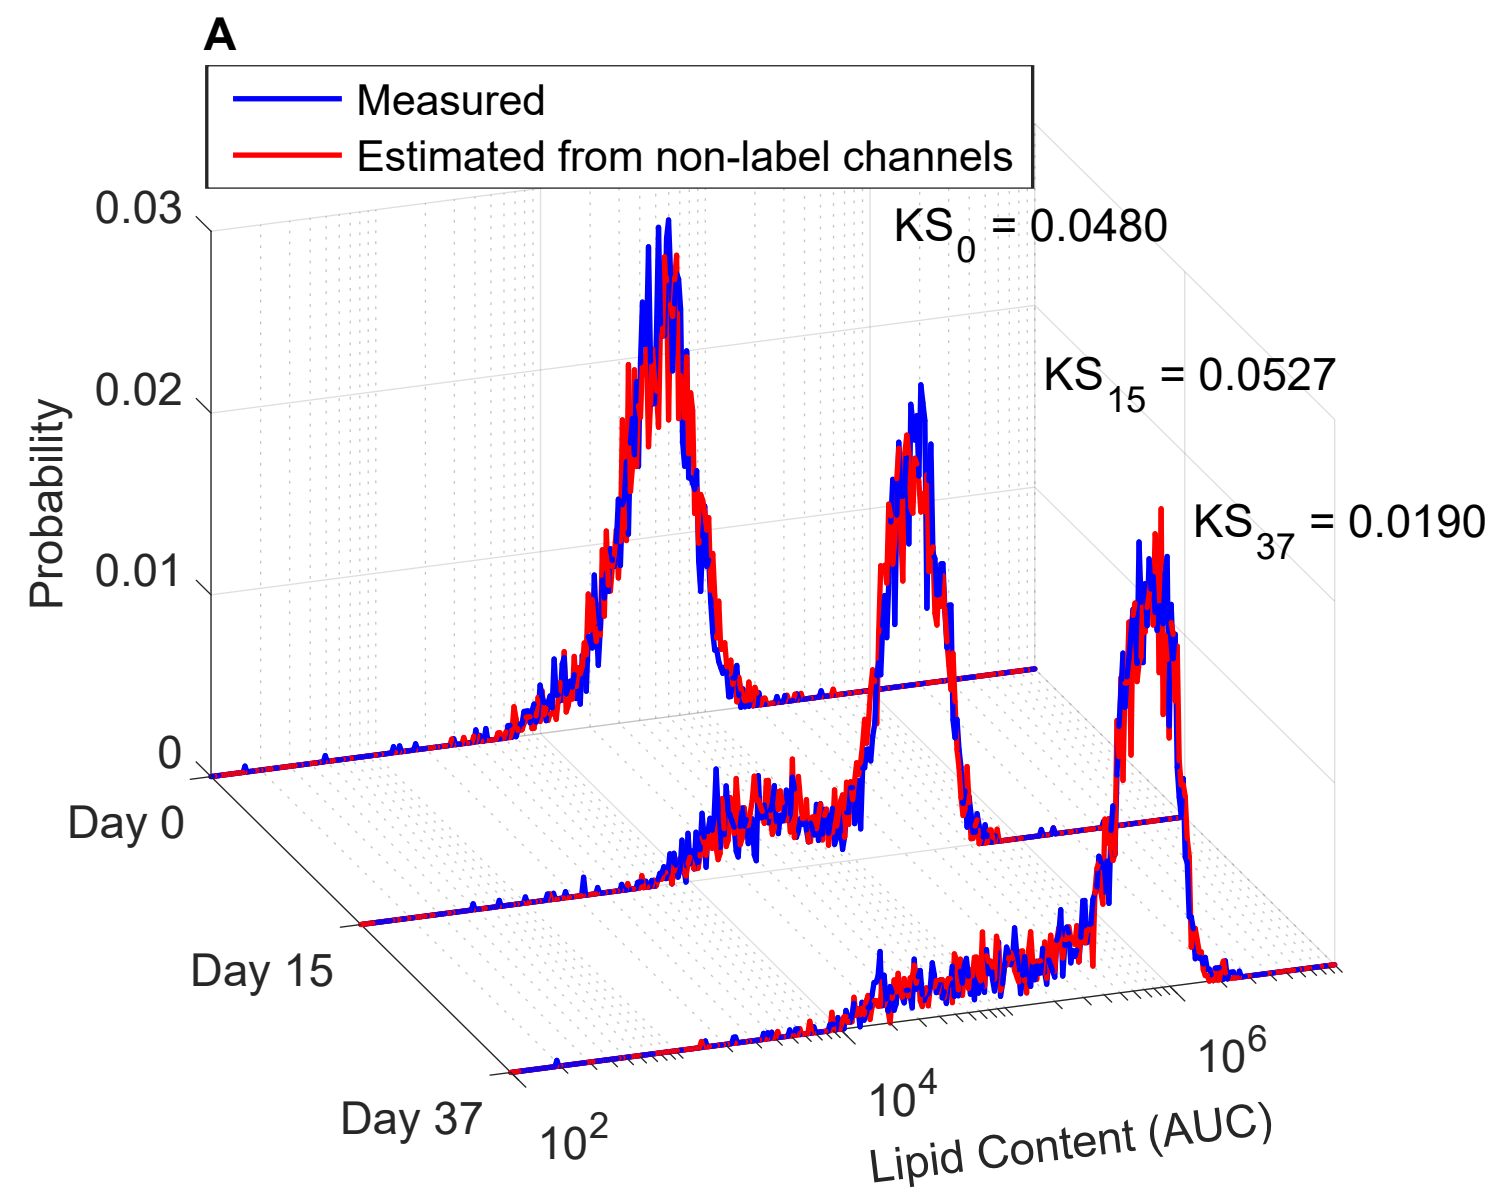 A
Measured
Estimated from non-label channels
KS0 = 0.0480
KS15 = 0.0527
KS37 = 0.0190
Probability
0.03
0.02
0.01
0
Day 0
Day 15
Day 37
10^2
10^4
10^6
Lipid Content (AUC)